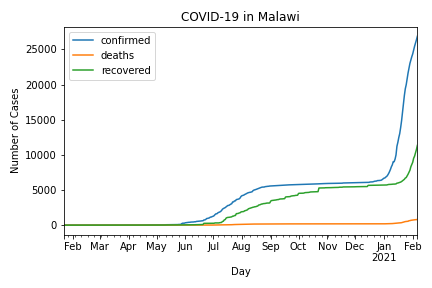 COVID-19 in Malawi
confirmed
deaths
recovered
Number of Cases
25000
20000
15000
10000
5000
0
Feb Mar Apr May Jun Jul Aug Sep Oct Nov Dec Jan Feb
2021
Day